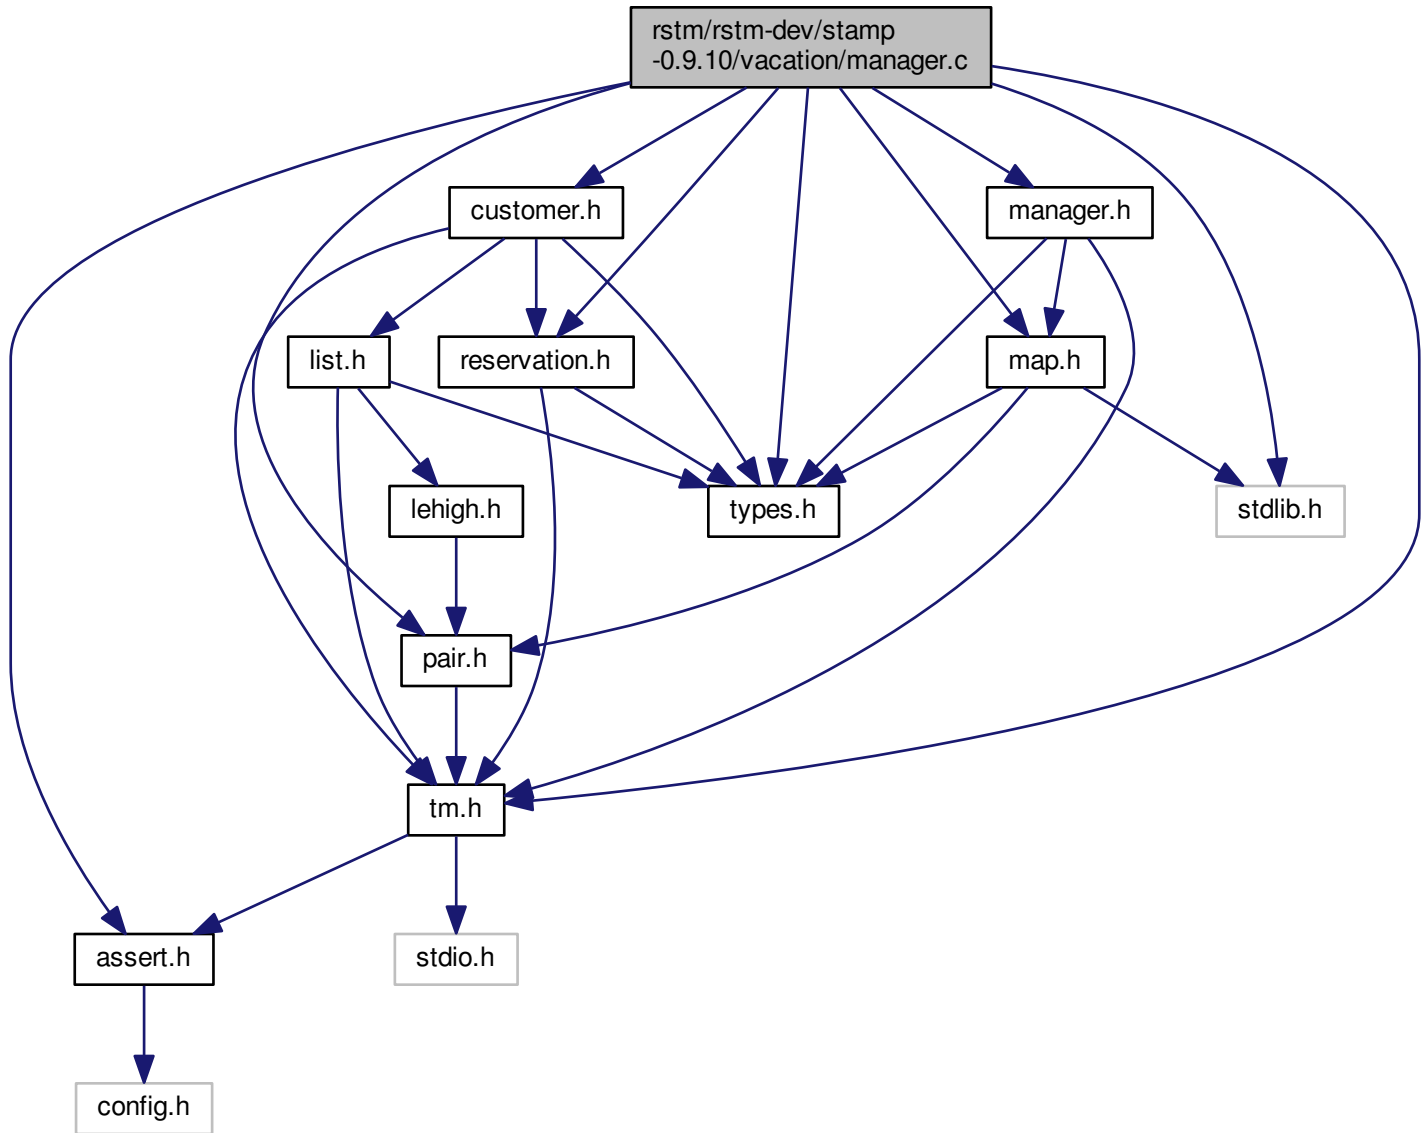 rstm/rstm-dev/stamp
-0.9.10/vacation/manager.c
customer.h
manager.h
list.h
reservation.h
map.h
lehigh.h
types.h
stdlib.h
pair.h
tm.h
assert.h
stdio.h
config.h